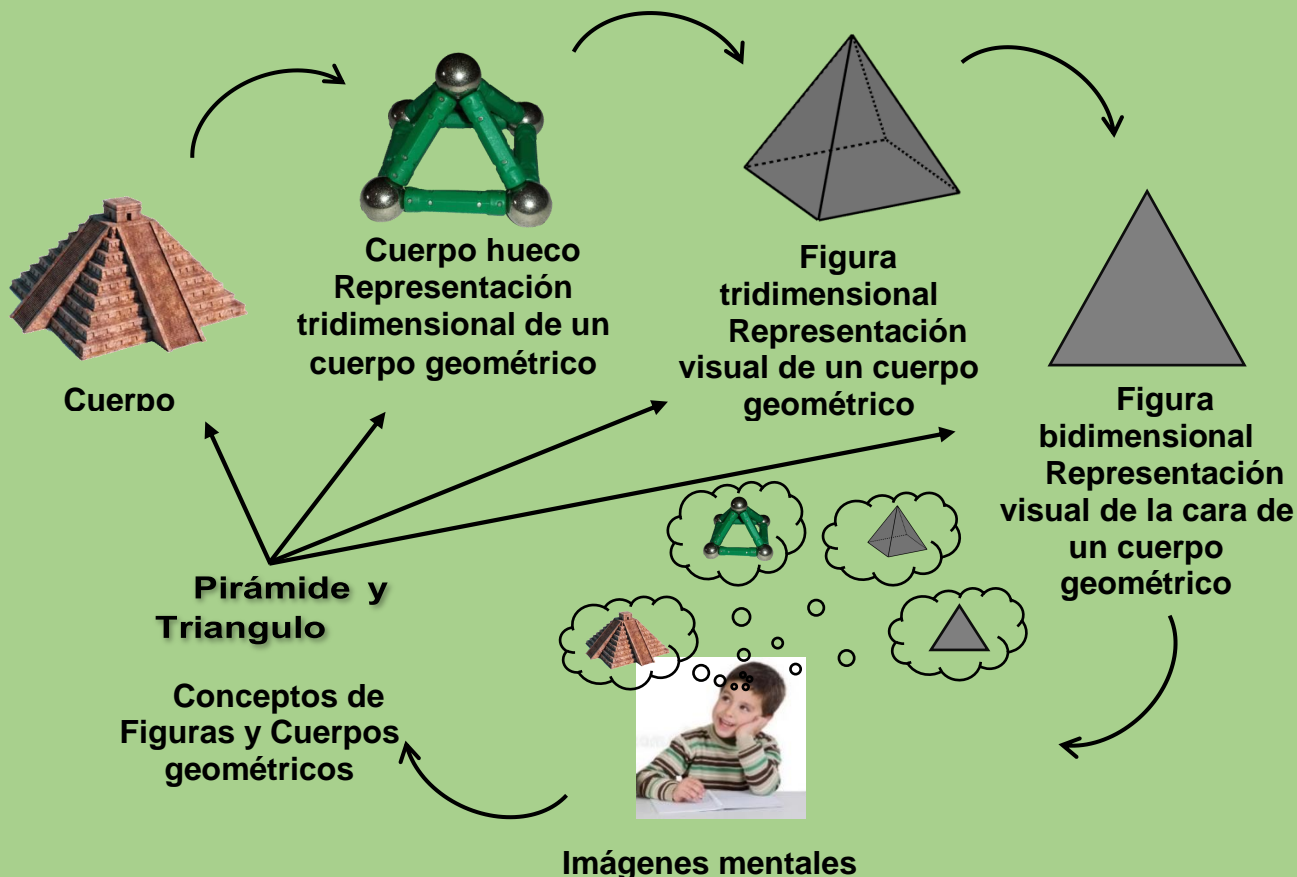 Cuerpo
Cuerpo hueco
Representación
tridimensional de un
cuerpo geométrico
Figura
tridimensional
Representación
visual de un cuerpo
geométrico
Figura
bidimensional
Representación
visual de la cara de
un cuerpo
geométrico
Pirámide y
Triangulo
Conceptos de
Figuras y Cuerpos
geométricos
Imágenes mentales